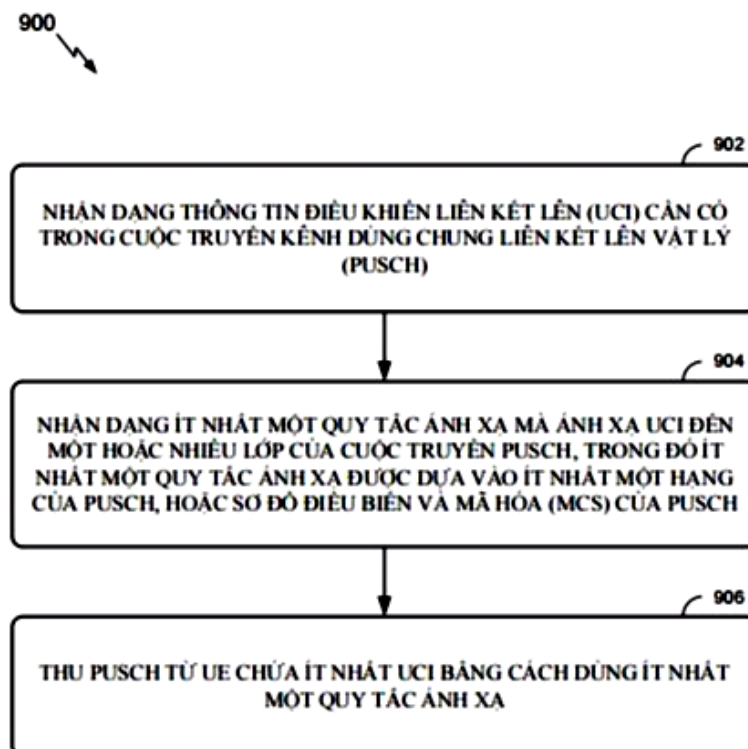 900
902
NHẬN DẠNG THÔNG TIN ĐIỀU KHIỂN LIÊN KẾT LÊN (UCI) CẦN CÓ
TRONG CUỘC TRUYỀN KÊNH DÙNG CHUNG LIÊN KẾT LÊN VẬT LÝ
(PUSCH)
904
NHẬN DẠNG ÍT NHẤT MỘT QUY TẮC ÁNH XẠ MÀ ÁNH XẠ UCI ĐẾN
MỘT HOẶC NHIỀU LỚP CỦA CUỘC TRUYỀN PUSCH, TRONG ĐÓ ÍT
NHẤT MỘT QUY TẮC ÁNH XẠ ĐƯỢC DỰA VÀO ÍT NHẤT MỘT HẠNG
CỦA PUSCH, HOẶC SƠ ĐỒ ĐIỀU BIẾN VÀ MÃ HÓA (MCS) CỦA PUSCH
906
THU PUSCH TỪ UE CHỨA ÍT NHẤT UCI BẰNG CÁCH DÙNG ÍT NHẤT
MỘT QUY TẮC ÁNH XẠ